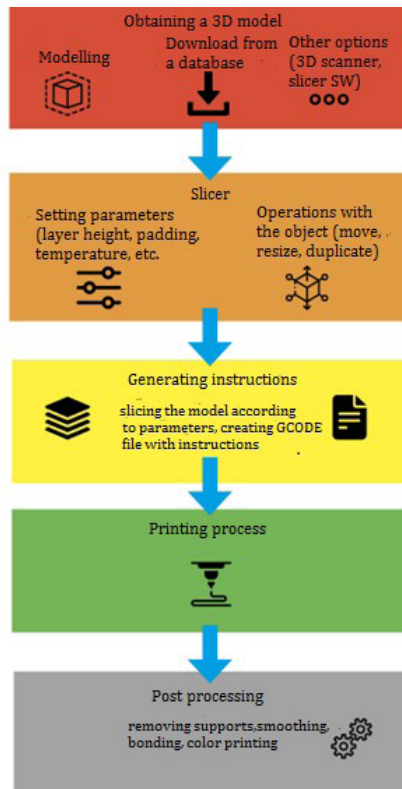 Obtaining a 3D model
Modelling
Download from
a database
Other options
(3D scanner,
slicer SW)
Slicer
Setting parameters
(layer height, padding,
temperature, etc.
Operations with
the object (move,
resize, duplicate)
Generating instructions
slicing the model according
to parameters, creating GCODE
file with instructions
Printing process
Post processing
removing supports,smoothing,
bonding, color printing